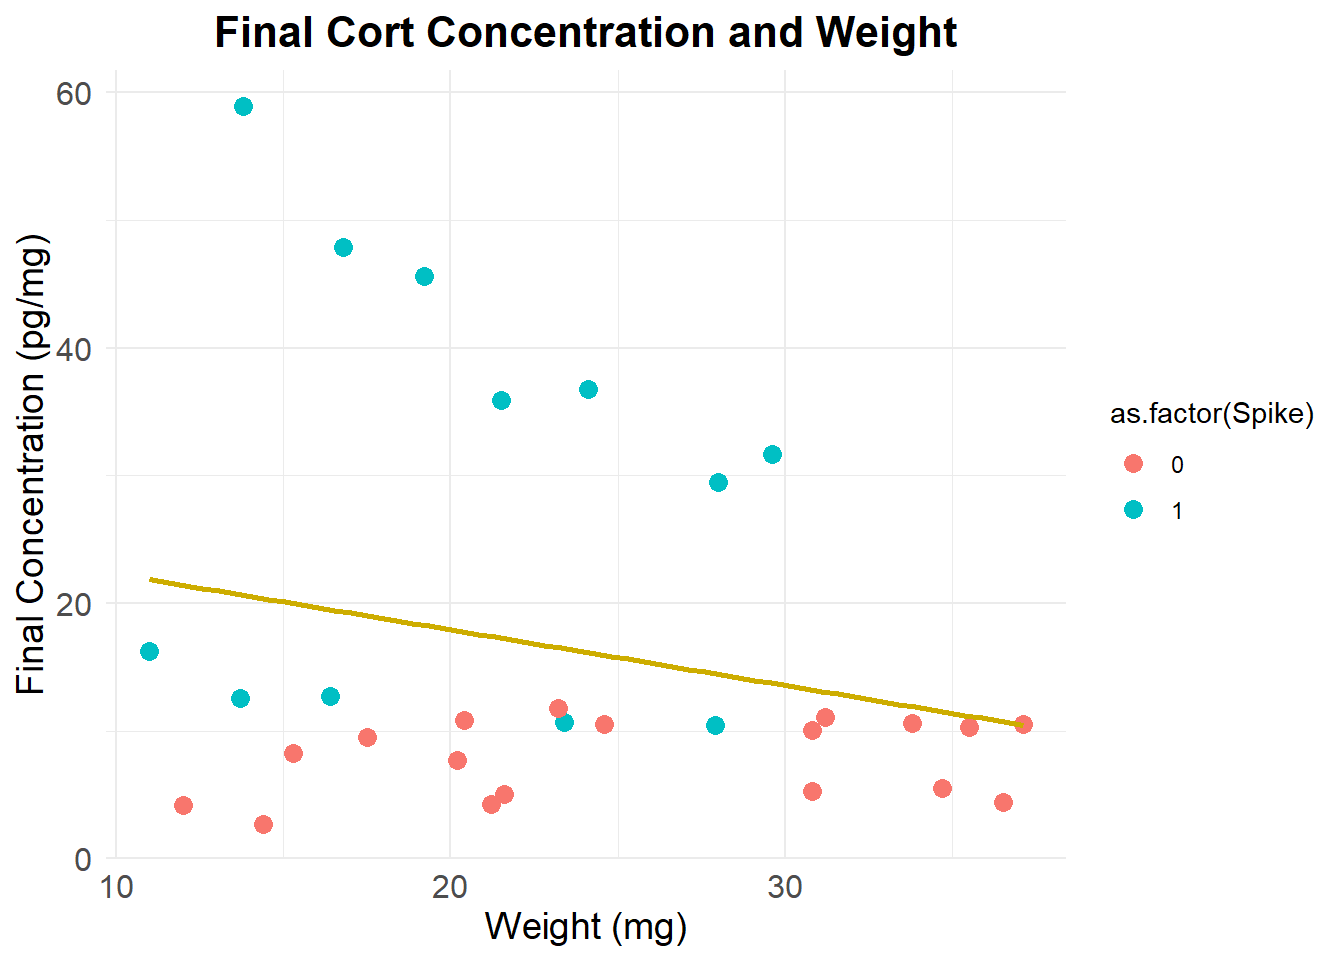 Final Cort Concentration and Weight
Final Concentration (pg/mg)
60
40
20
0
10
20
30
Weight (mg)
as.factor(Spike)
0
1